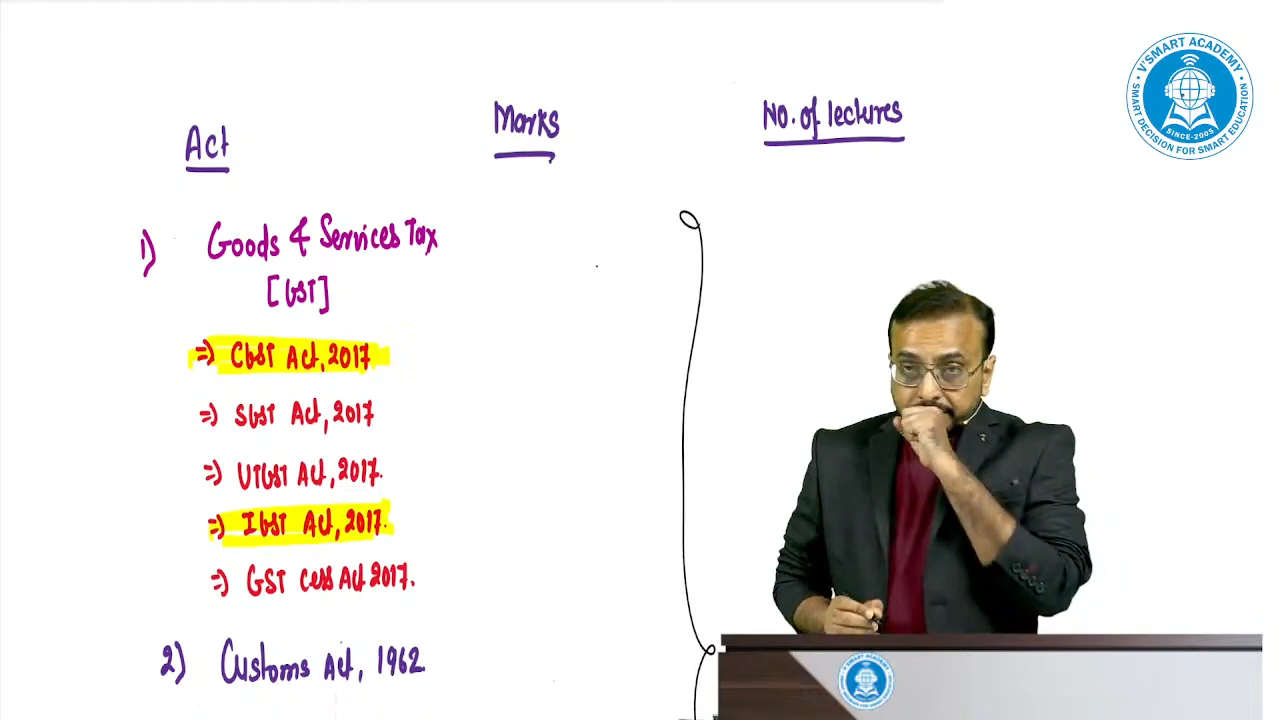 Act
Marks
No. of lectures
1) Goods & Services Tax
[GST]
=) CGST Act, 2017
=) SGST Act, 2017
=) UTGST Act, 2017.
=) IGST Act, 2017.
=) GST Cess Act 2017.
2) Customs Act, 1962
V'SMART ACADEMY
SINCE-2005
SMART DECISION FOR SMART EDUCATION
V'SMART ACADEMY